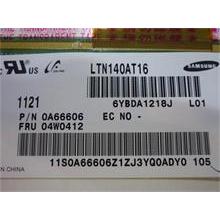 LTN140AT16
SAMSUNG
1121
6YBDA1218J L01
P/N 0A66606 EC NO -
FRU 04W0412
11S0A66606Z1ZJ3YQ0ADY0 105